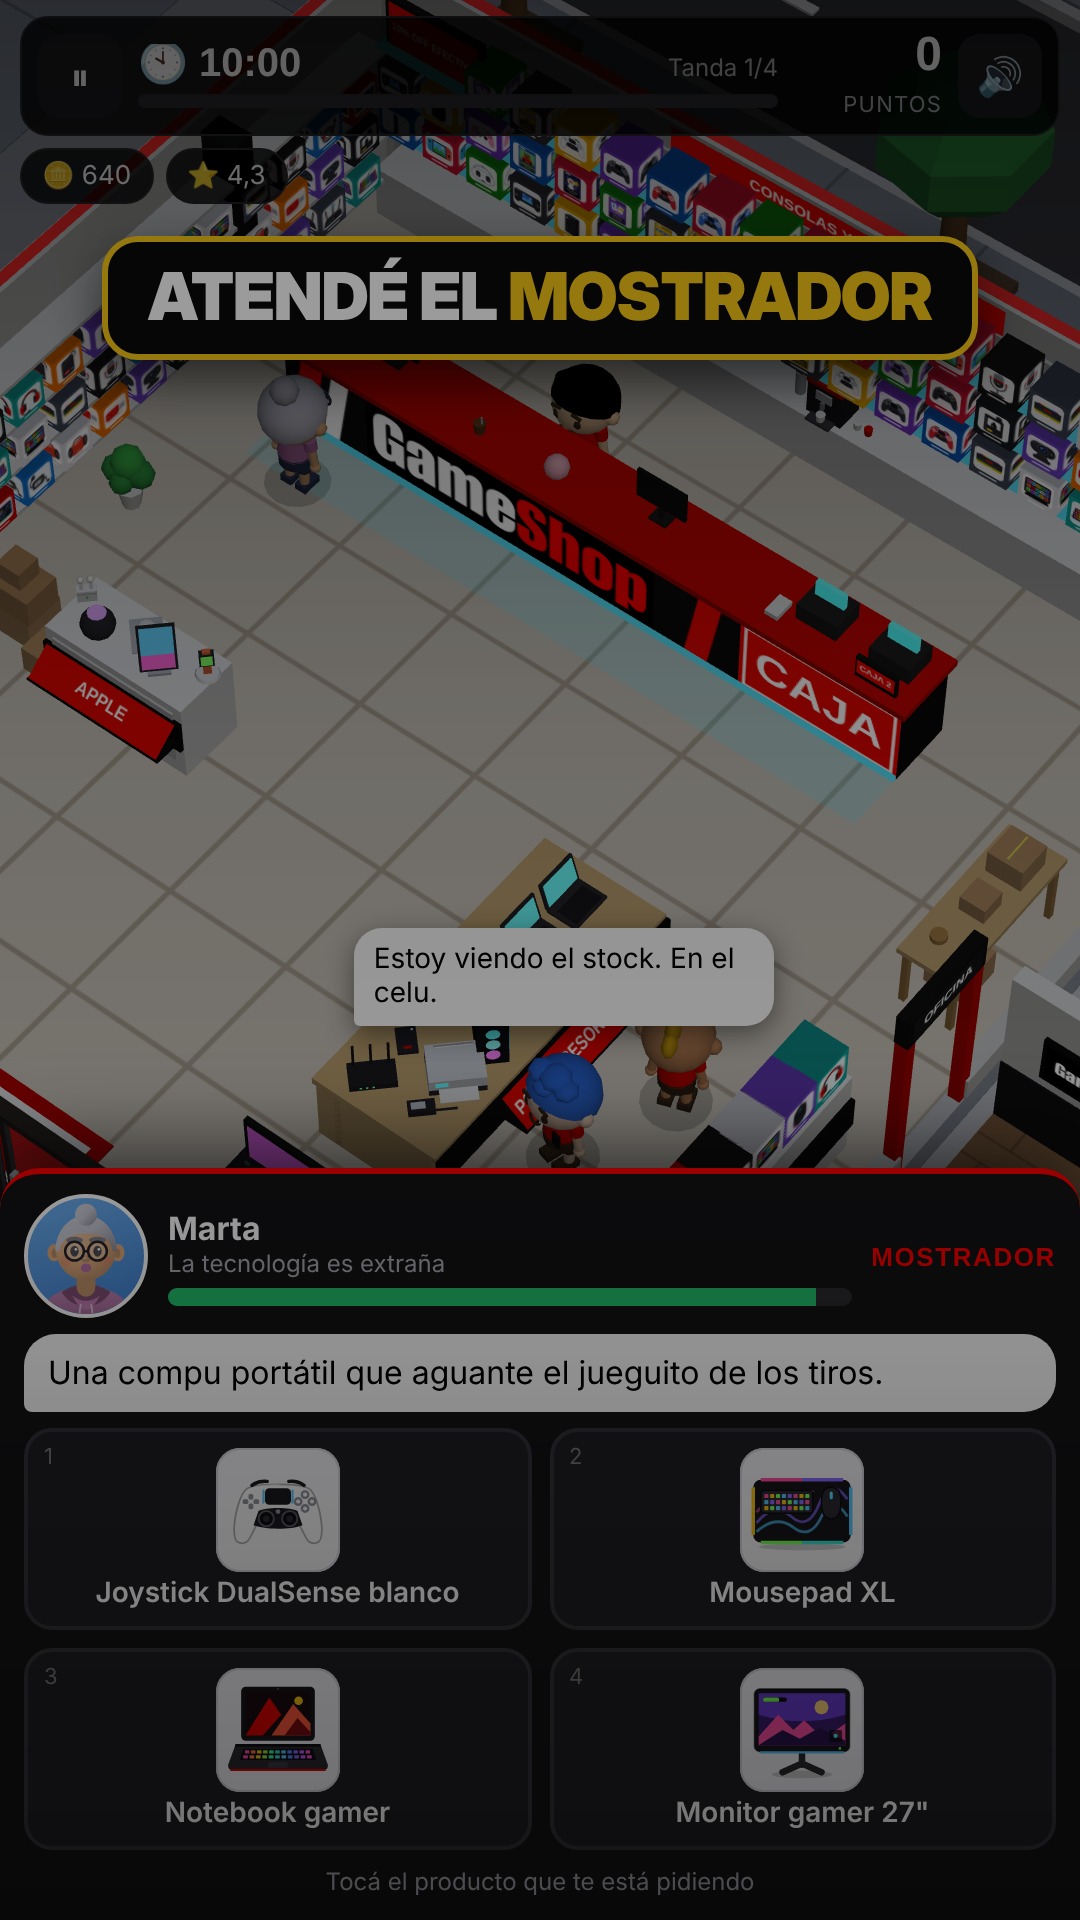 10:00
Tanda 1/4
0
PUNTOS
640
4,3
CONSOLAS Y
ATENDÉ EL MOSTRADOR
GameShop
CAJA
CAJA 2
APPLE
Estoy viendo el stock. En el
celu.
OFICINA
Marta
La tecnología es extraña
MOSTRADOR
Una compu portátil que aguante el jueguito de los tiros.
1
Joystick DualSense blanco
2
Mousepad XL
3
Notebook gamer
4
Monitor gamer 27"
Tocá el producto que te está pidiendo